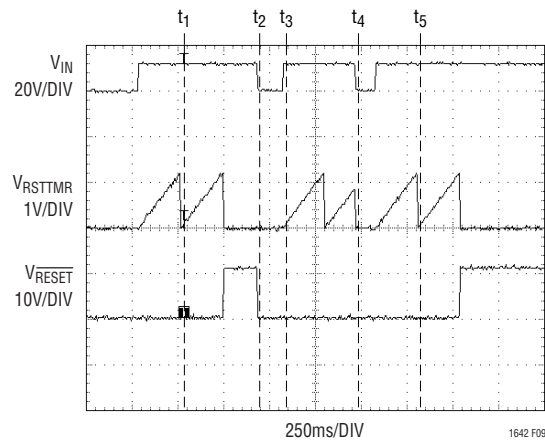 t1 t2 t3 t4 t5
VIN
20V/DIV
VRSTTMR
1V/DIV
VRESET
10V/DIV
250ms/DIV
1642 F09